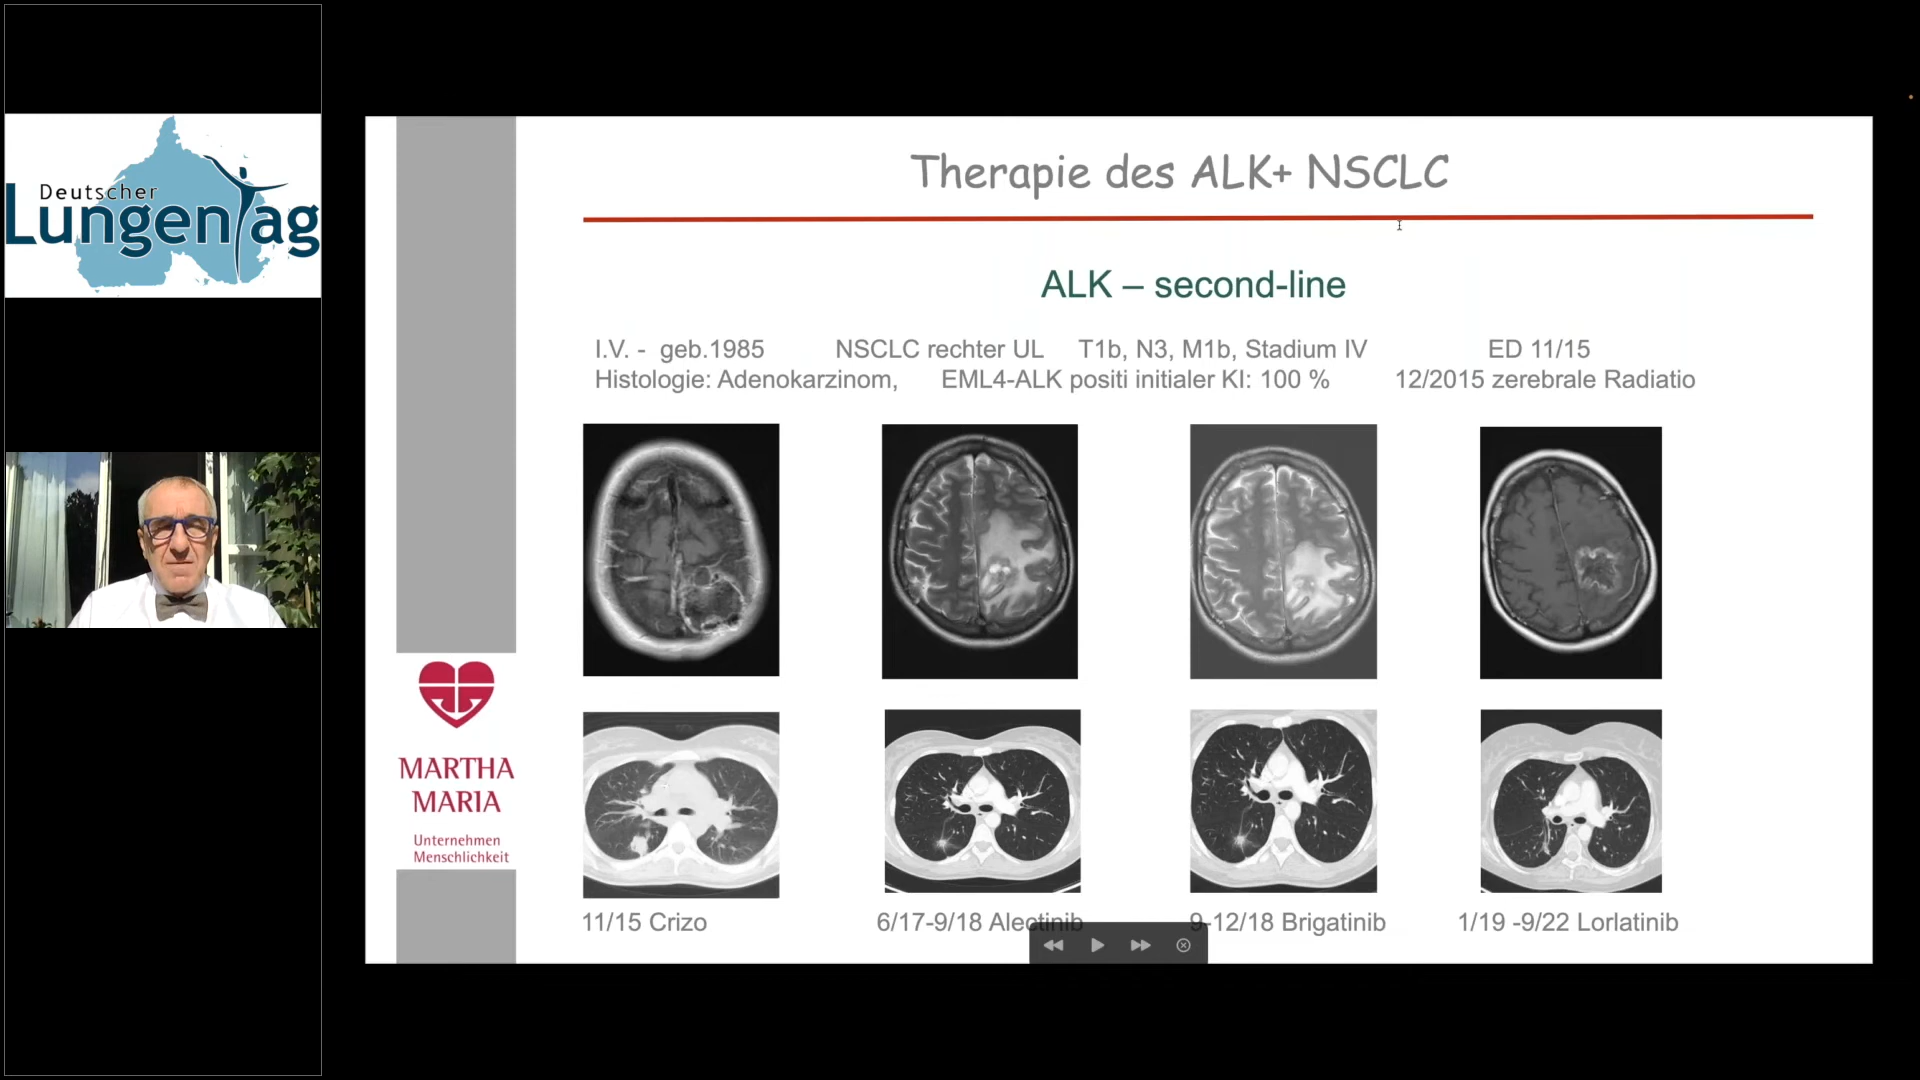 Deutscher
Lungentag
Therapie des ALK+ NSCLC
ALK – second-line
I.V. - geb.1985 NSCLC rechter UL T1b, N3, M1b, Stadium IV ED 11/15
Histologie: Adenokarzinom, EML4-ALK positi initialer KI: 100 % 12/2015 zerebrale Radiatio
MARTHA
MARIA
Unternehmen
Menschlichkeit
11/15 Crizo 6/17-9/18 Alectinib 9-12/18 Brigatinib 1/19 -9/22 Lorlatinib